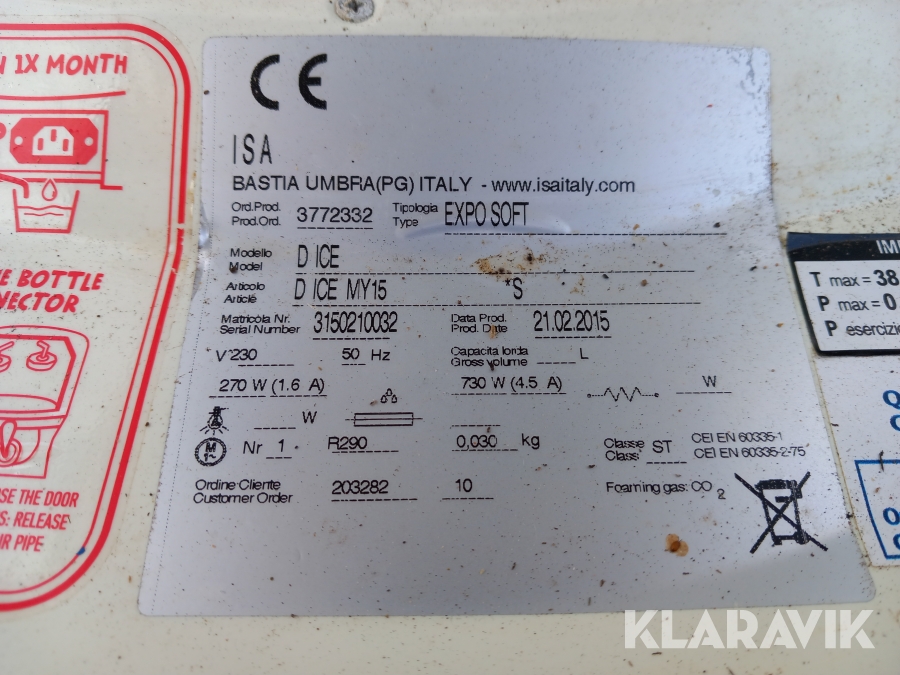 N 1X MONTH
E BOTTLE
NECTOR
SE THE DOOR
S: RELEASE
IR PIPE
CE
ISA
BASTIA UMBRA(PG) ITALY - www.isaitaly.com
Ord.Prod. Prod.Ord. 3772332 Tipologia Type EXPO SOFT
Modello Model D ICE
Articolo Article D ICE MY15 *S
Matricola Nr. Serial Number 3150210032 Data Prod. Prod. Date 21.02.2015
V 230 50 Hz Capacita lorda Gross volume L
270 W (1.6 A) 730 W (4.5 A) W
W
M 1~ Nr 1 R290 0,030 kg Classe Class ST CEI EN 60335-1 CEI EN 60335-2-75
Ordine Cliente Customer Order 203282 10 Foaming gas: CO2
IM
T max = 38
P max = 0
P esercizi
KLARAVIK